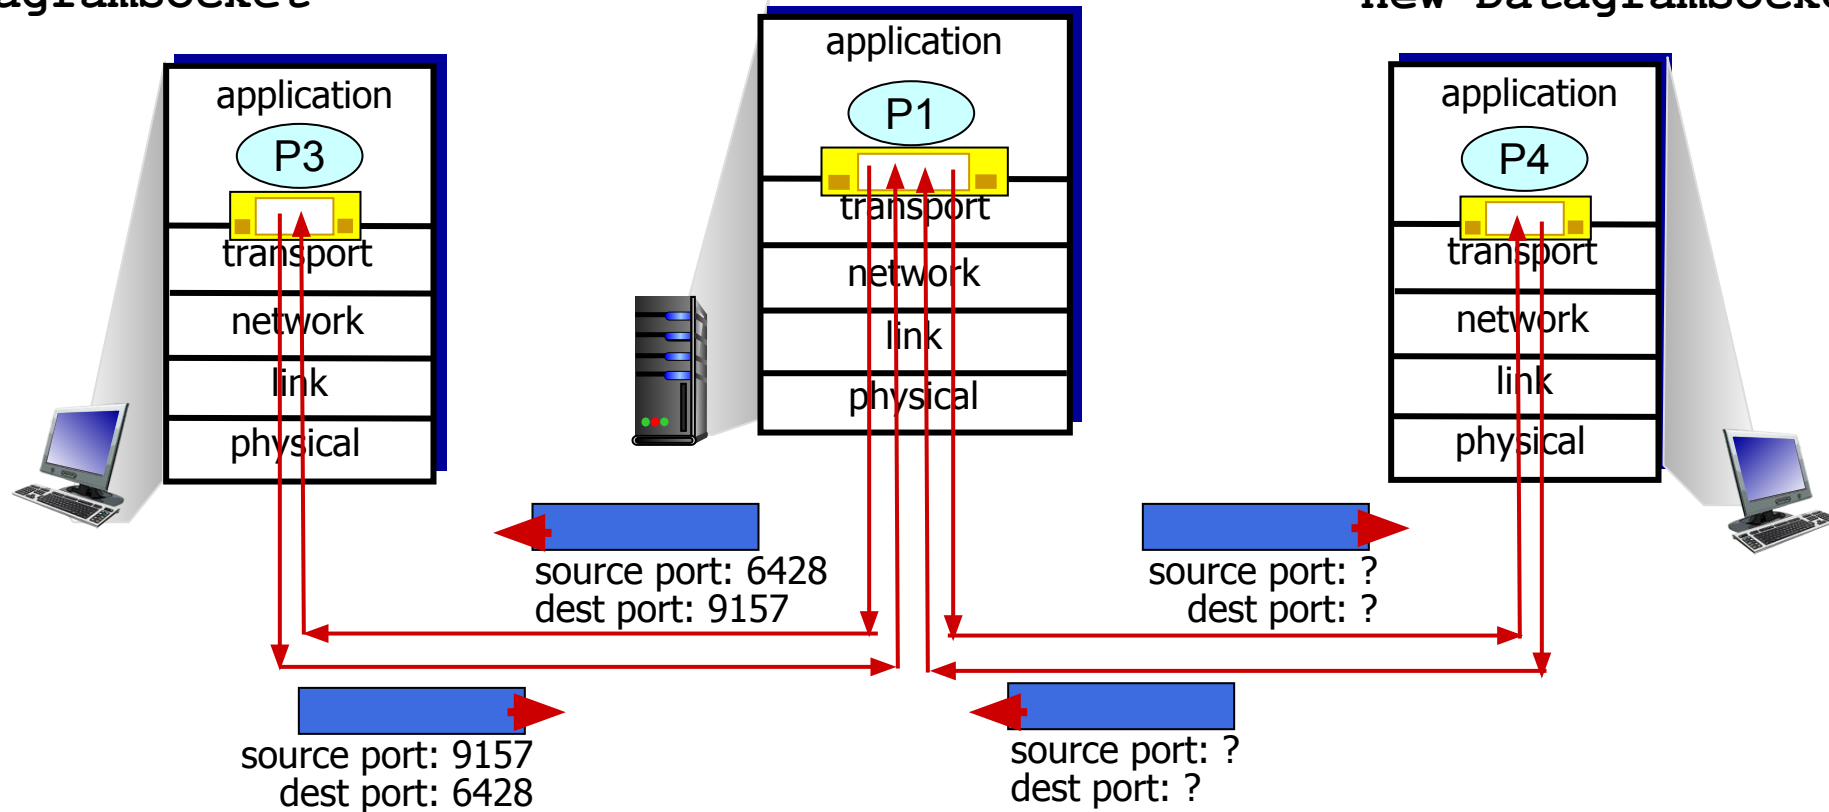 application
P3
transport
network
link
physical
application
P1
transport
network
link
physical
application
P4
transport
network
link
physical
source port: 6428
dest port: 9157
source port: ?
dest port: ?
source port: 9157
dest port: 6428
source port: ?
dest port: ?